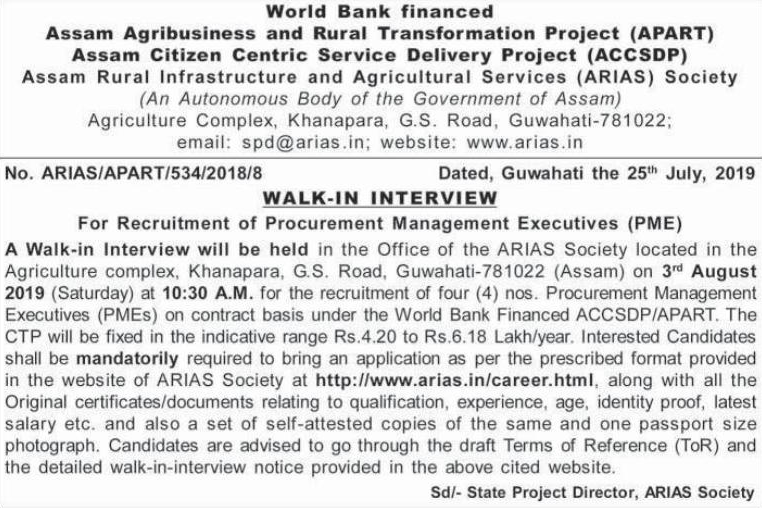 World Bank financed
Assam Agribusiness and Rural Transformation Project (APART)
Assam Citizen Centric Service Delivery Project (ACCSDP)
Assam Rural Infrastructure and Agricultural Services (ARIAS) Society
(An Autonomous Body of the Government of Assam)
Agriculture Complex, Khanapara, G.S. Road, Guwahati-781022;
email: spd@arias.in; website: www.arias.in
No. ARIAS/APART/534/2018/8 Dated, Guwahati the 25th July, 2019
WALK-IN INTERVIEW
For Recruitment of Procurement Management Executives (PME)
A Walk-in Interview will be held in the Office of the ARIAS Society located in the
Agriculture complex, Khanapara, G.S. Road, Guwahati-781022 (Assam) on 3rd August
2019 (Saturday) at 10:30 A.M. for the recruitment of four (4) nos. Procurement Management
Executives (PMEs) on contract basis under the World Bank Financed ACCSDP/APART. The
CTP will be fixed in the indicative range Rs.4.20 to Rs.6.18 Lakh/year. Interested Candidates
shall be mandatorily required to bring an application as per the prescribed format provided
in the website of ARIAS Society at http://www.arias.in/career.html, along with all the
Original certificates/documents relating to qualification, experience, age, identity proof, latest
salary etc. and also a set of self-attested copies of the same and one passport size
photograph. Candidates are advised to go through the draft Terms of Reference (ToR) and
the detailed walk-in-interview notice provided in the above cited website.
Sd/- State Project Director, ARIAS Society